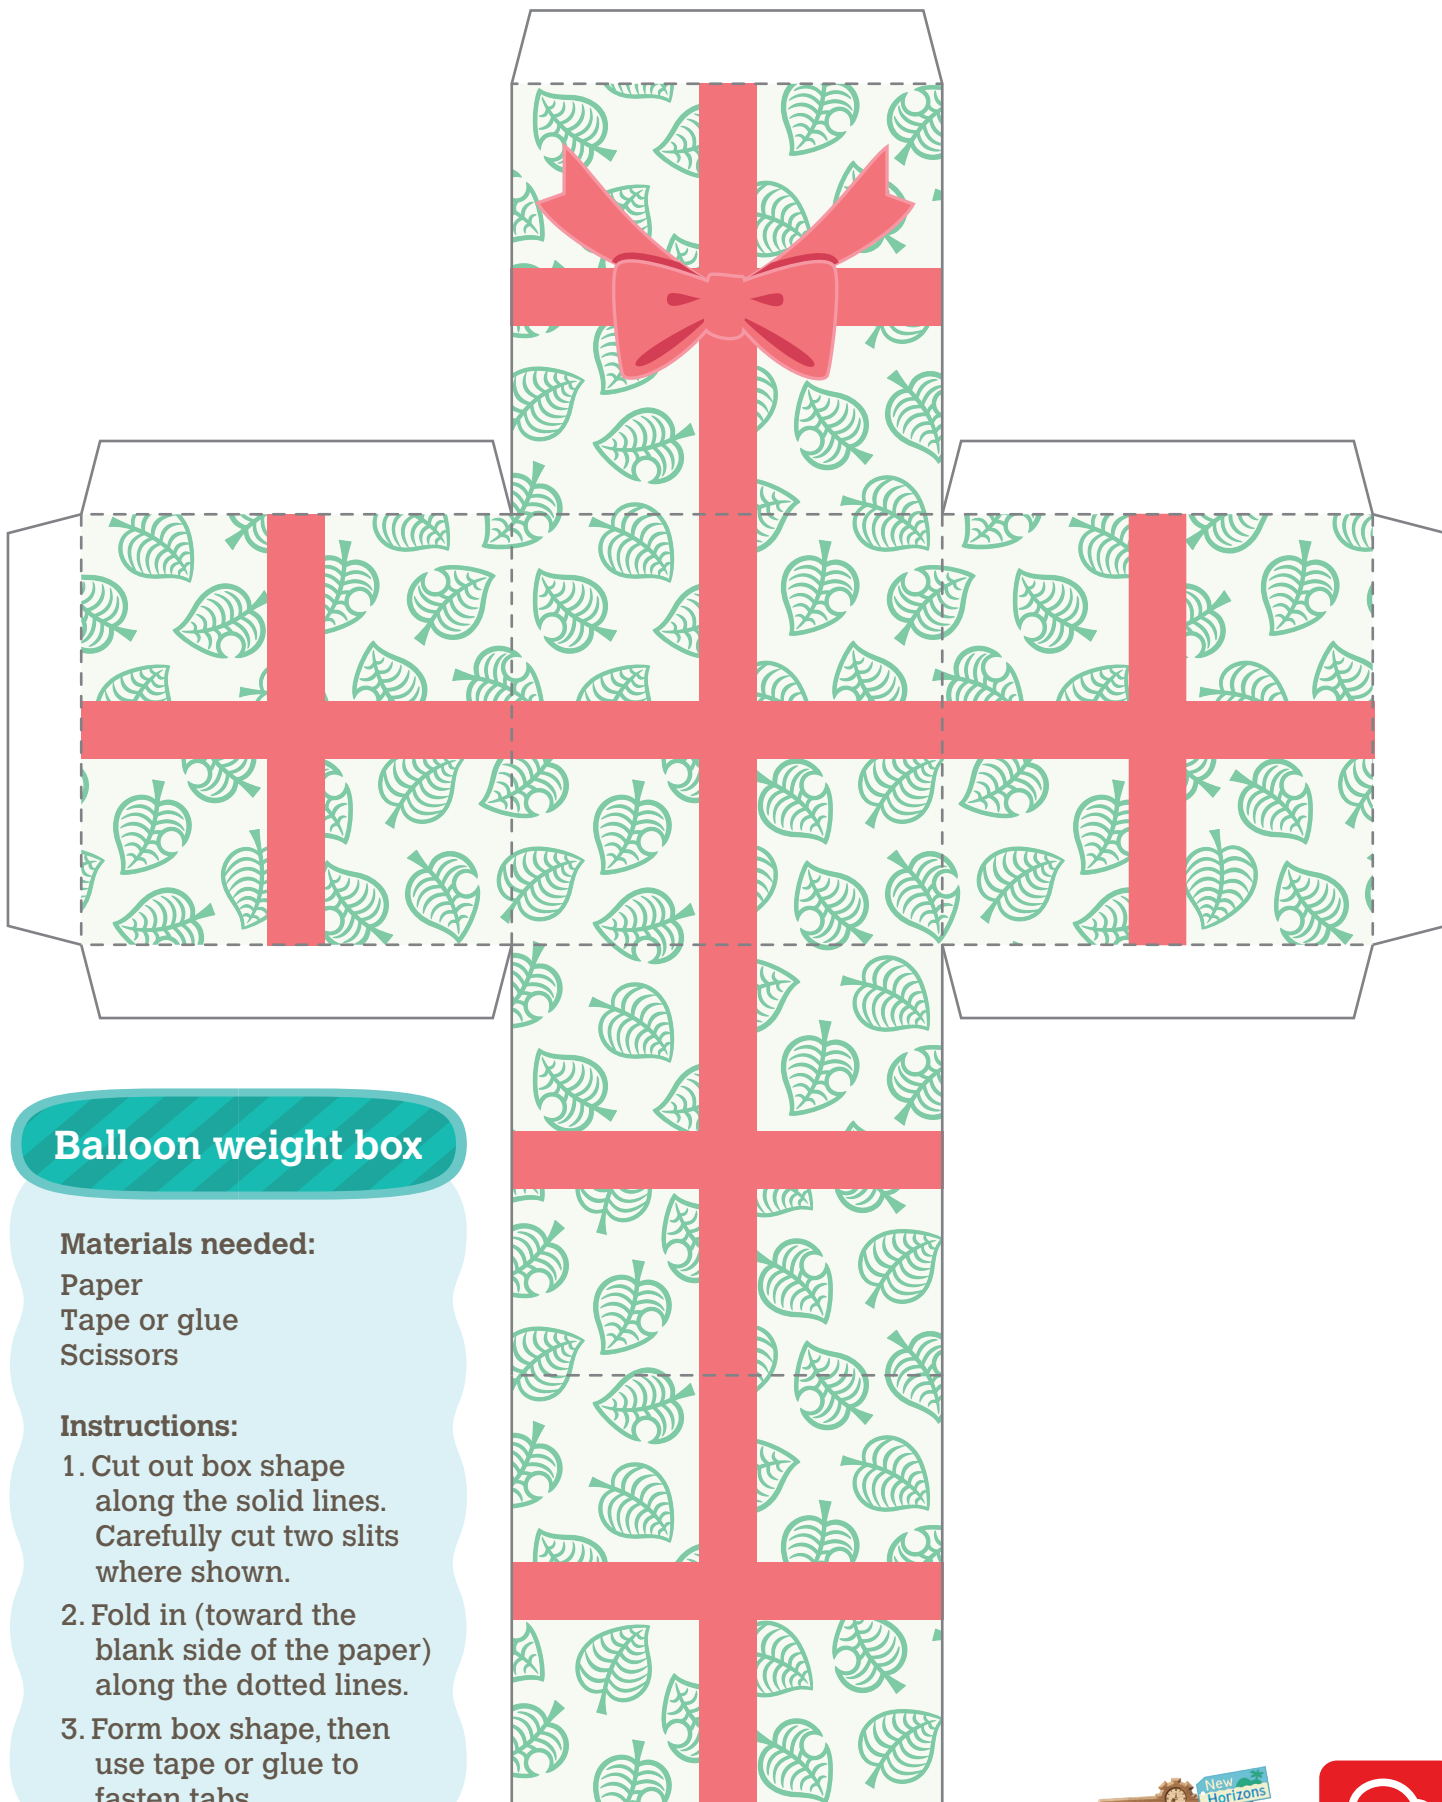 Balloon weight box
Materials needed:
Paper
Tape or glue
Scissors
Instructions:
1. Cut out box shape
along the solid lines.
Carefully cut two slits
where shown.
2. Fold in (toward the
blank side of the paper)
along the dotted lines.
3. Form box shape, then
use tape or glue to
fasten tabs.
New
Horizons